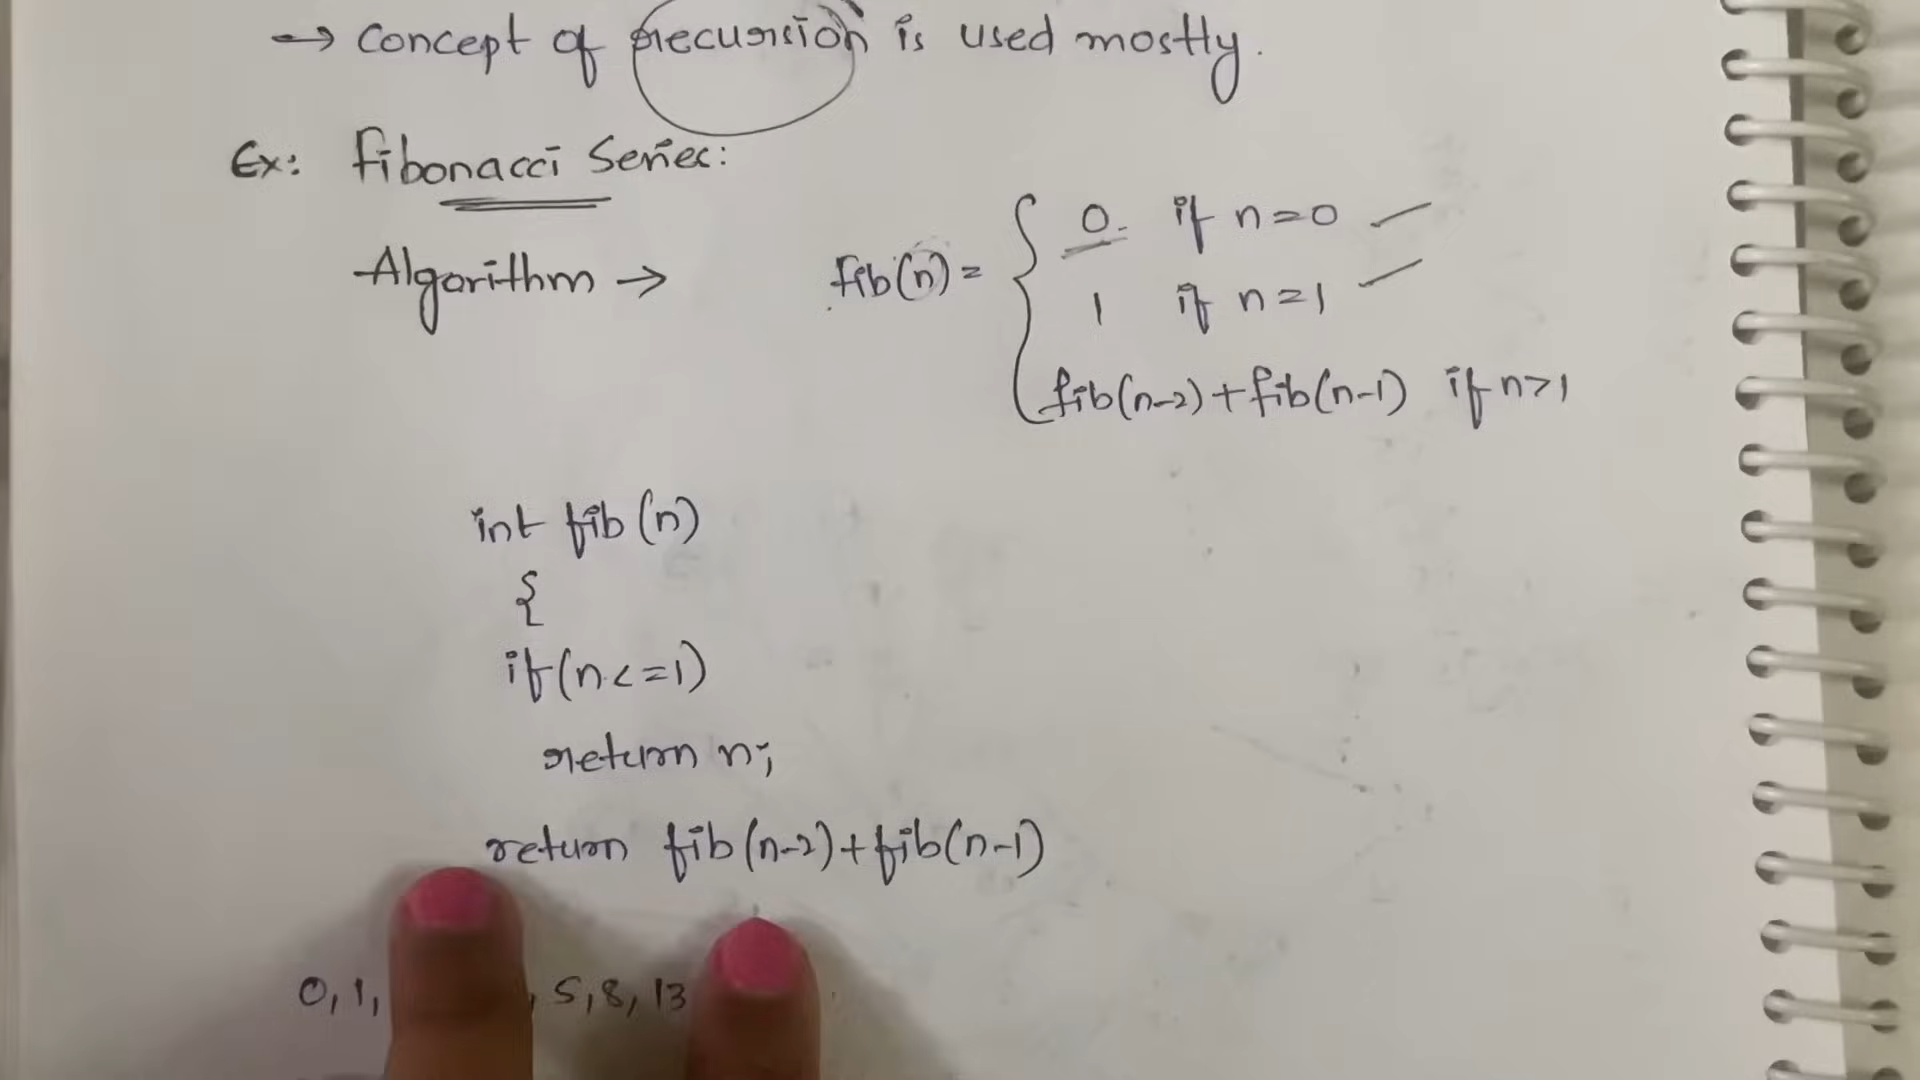 → concept of recursion is used mostly.
Ex: Fibonacci Series:
Algorithm →
fib(n) = { 0 if n=0
1 if n=1
fib(n-2)+fib(n-1) if n>1
int fib(n)
{
if(n<=1)
return n;
return fib(n-2)+fib(n-1)
0, 1, , 5, 8, 13